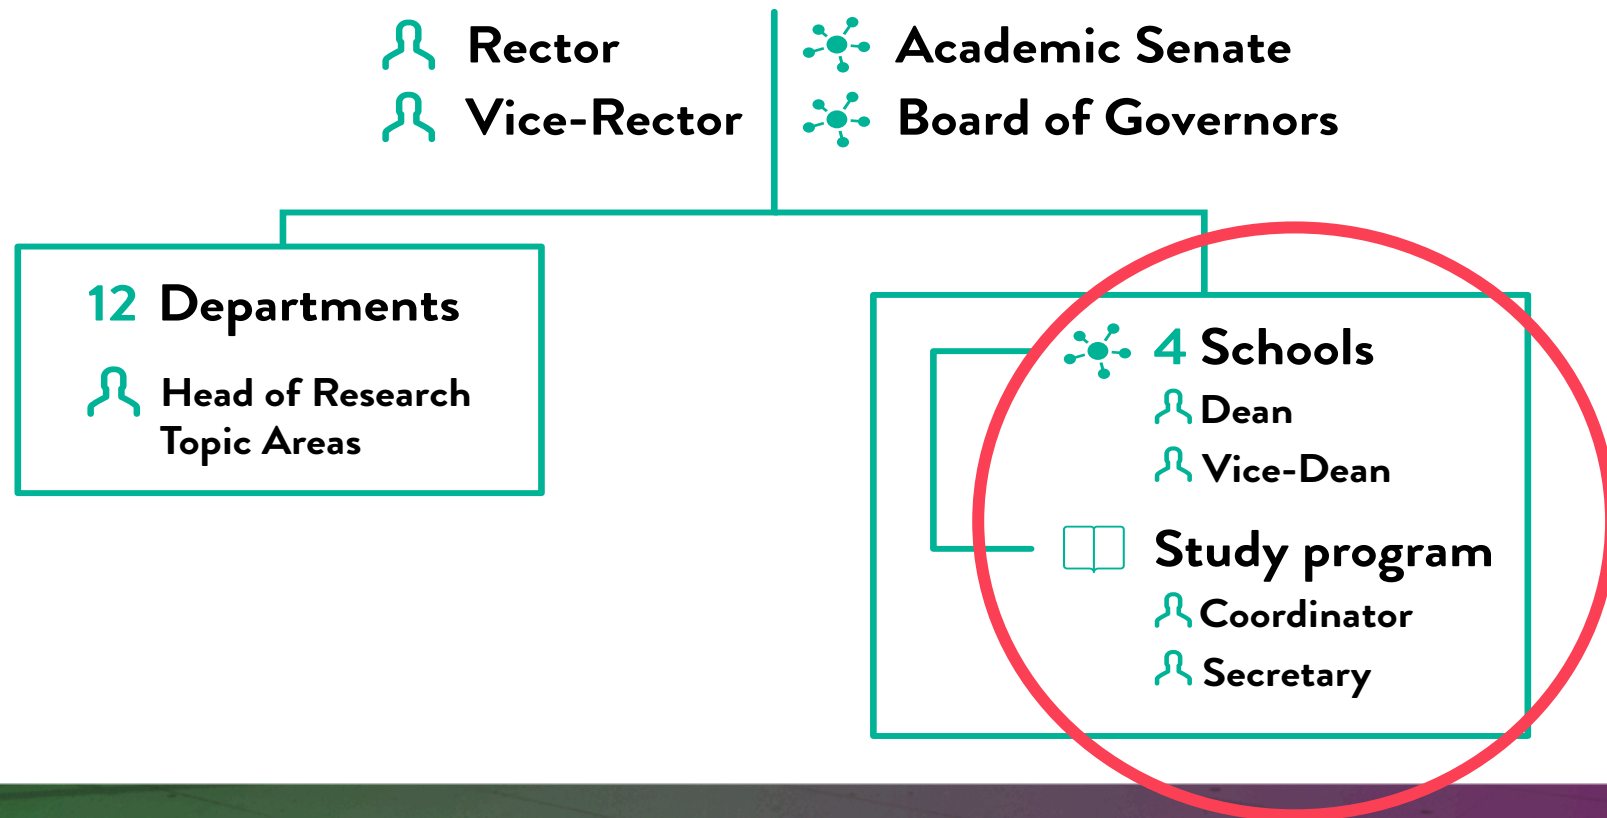 Rector
Vice-Rector
Academic Senate
Board of Governors
12 Departments
Head of Research
Topic Areas
4 Schools
Dean
Vice-Dean
Study program
Coordinator
Secretary